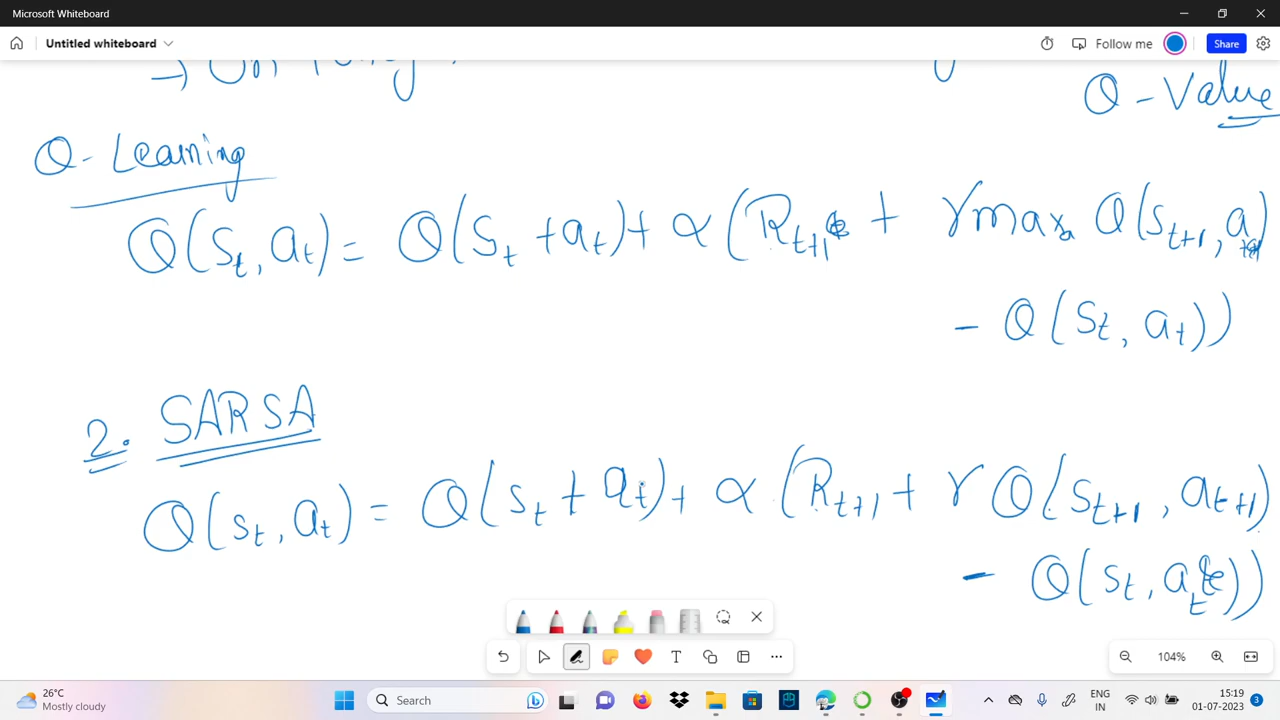 Microsoft Whiteboard
Untitled whiteboard
Follow me
Share
Q - Value
Q - Learning
Q(St, at) = Q(St + at) + α(Rt+1 + γ max a Q(St+1, a)
- Q(St, at))
2. SARSA
Q(st, at) = Q(st + at) + α(Rt+1 + γ Q(st+1, at+1)
- Q(st, at))
104%
26°C
Mostly cloudy
Search
ENG
IN
15:19
01-07-2023
3